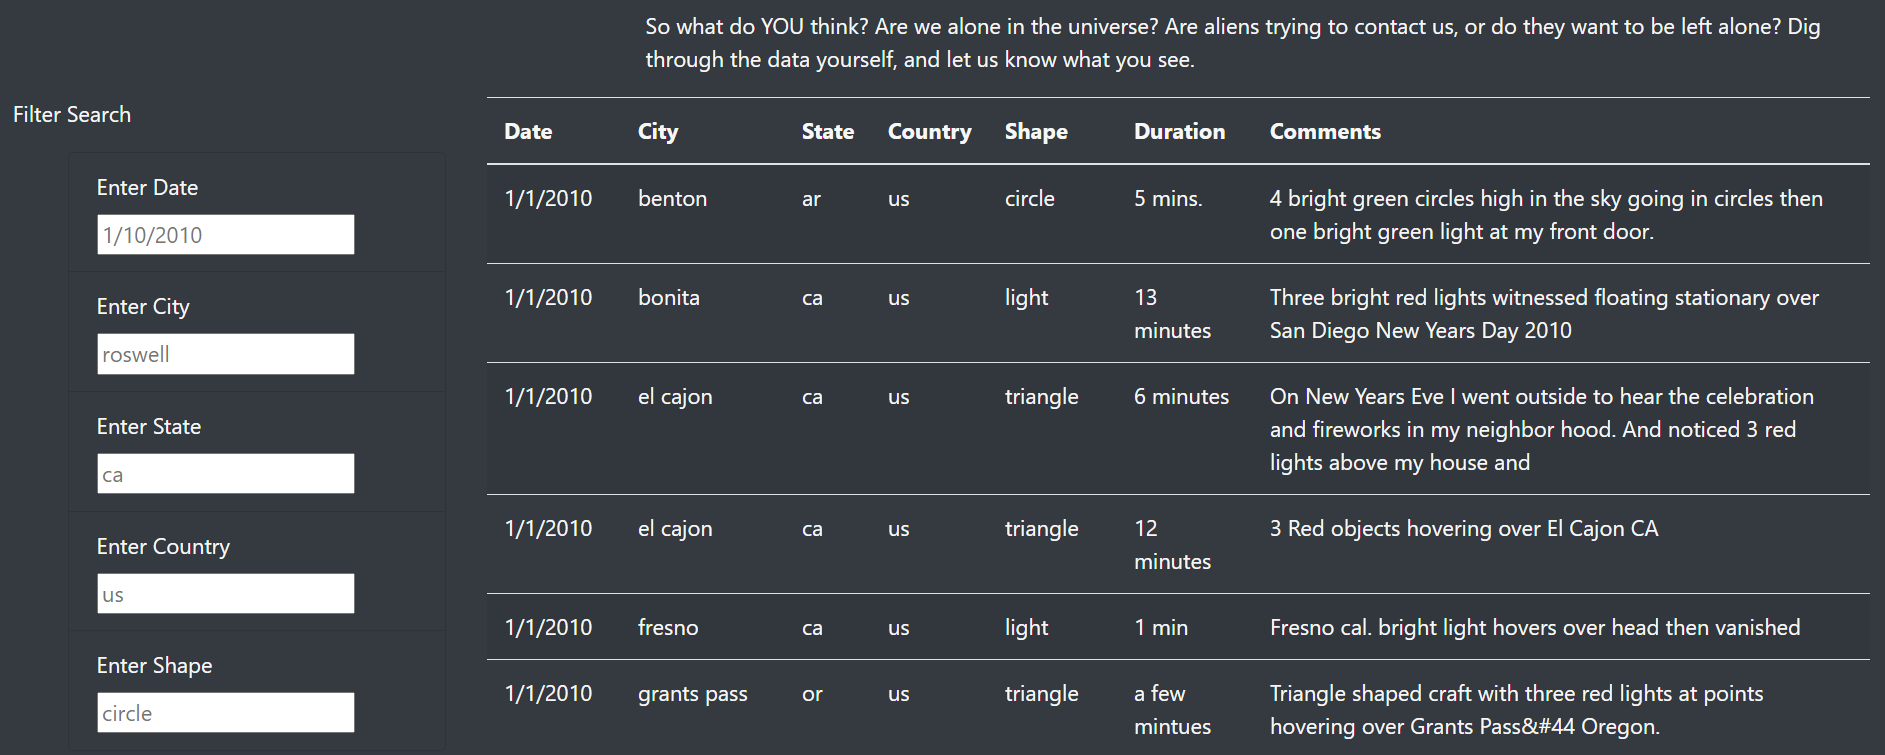 So what do YOU think? Are we alone in the universe? Are aliens trying to contact us, or do they want to be left alone? Dig
through the data yourself, and let us know what you see.
Filter Search
Enter Date
1/10/2010
Enter City
roswell
Enter State
ca
Enter Country
us
Enter Shape
circle
Date City State Country Shape Duration Comments
1/1/2010 benton ar us circle 5 mins. 4 bright green circles high in the sky going in circles then
one bright green light at my front door.
1/1/2010 bonita ca us light 13 Three bright red lights witnessed floating stationary over
minutes San Diego New Years Day 2010
1/1/2010 el cajon ca us triangle 6 minutes On New Years Eve I went outside to hear the celebration
and fireworks in my neighbor hood. And noticed 3 red
lights above my house and
1/1/2010 el cajon ca us triangle 12 3 Red objects hovering over El Cajon CA
minutes
1/1/2010 fresno ca us light 1 min Fresno cal. bright light hovers over head then vanished
1/1/2010 grants pass or us triangle a few Triangle shaped craft with three red lights at points
mintues hovering over Grants Pass&#44 Oregon.